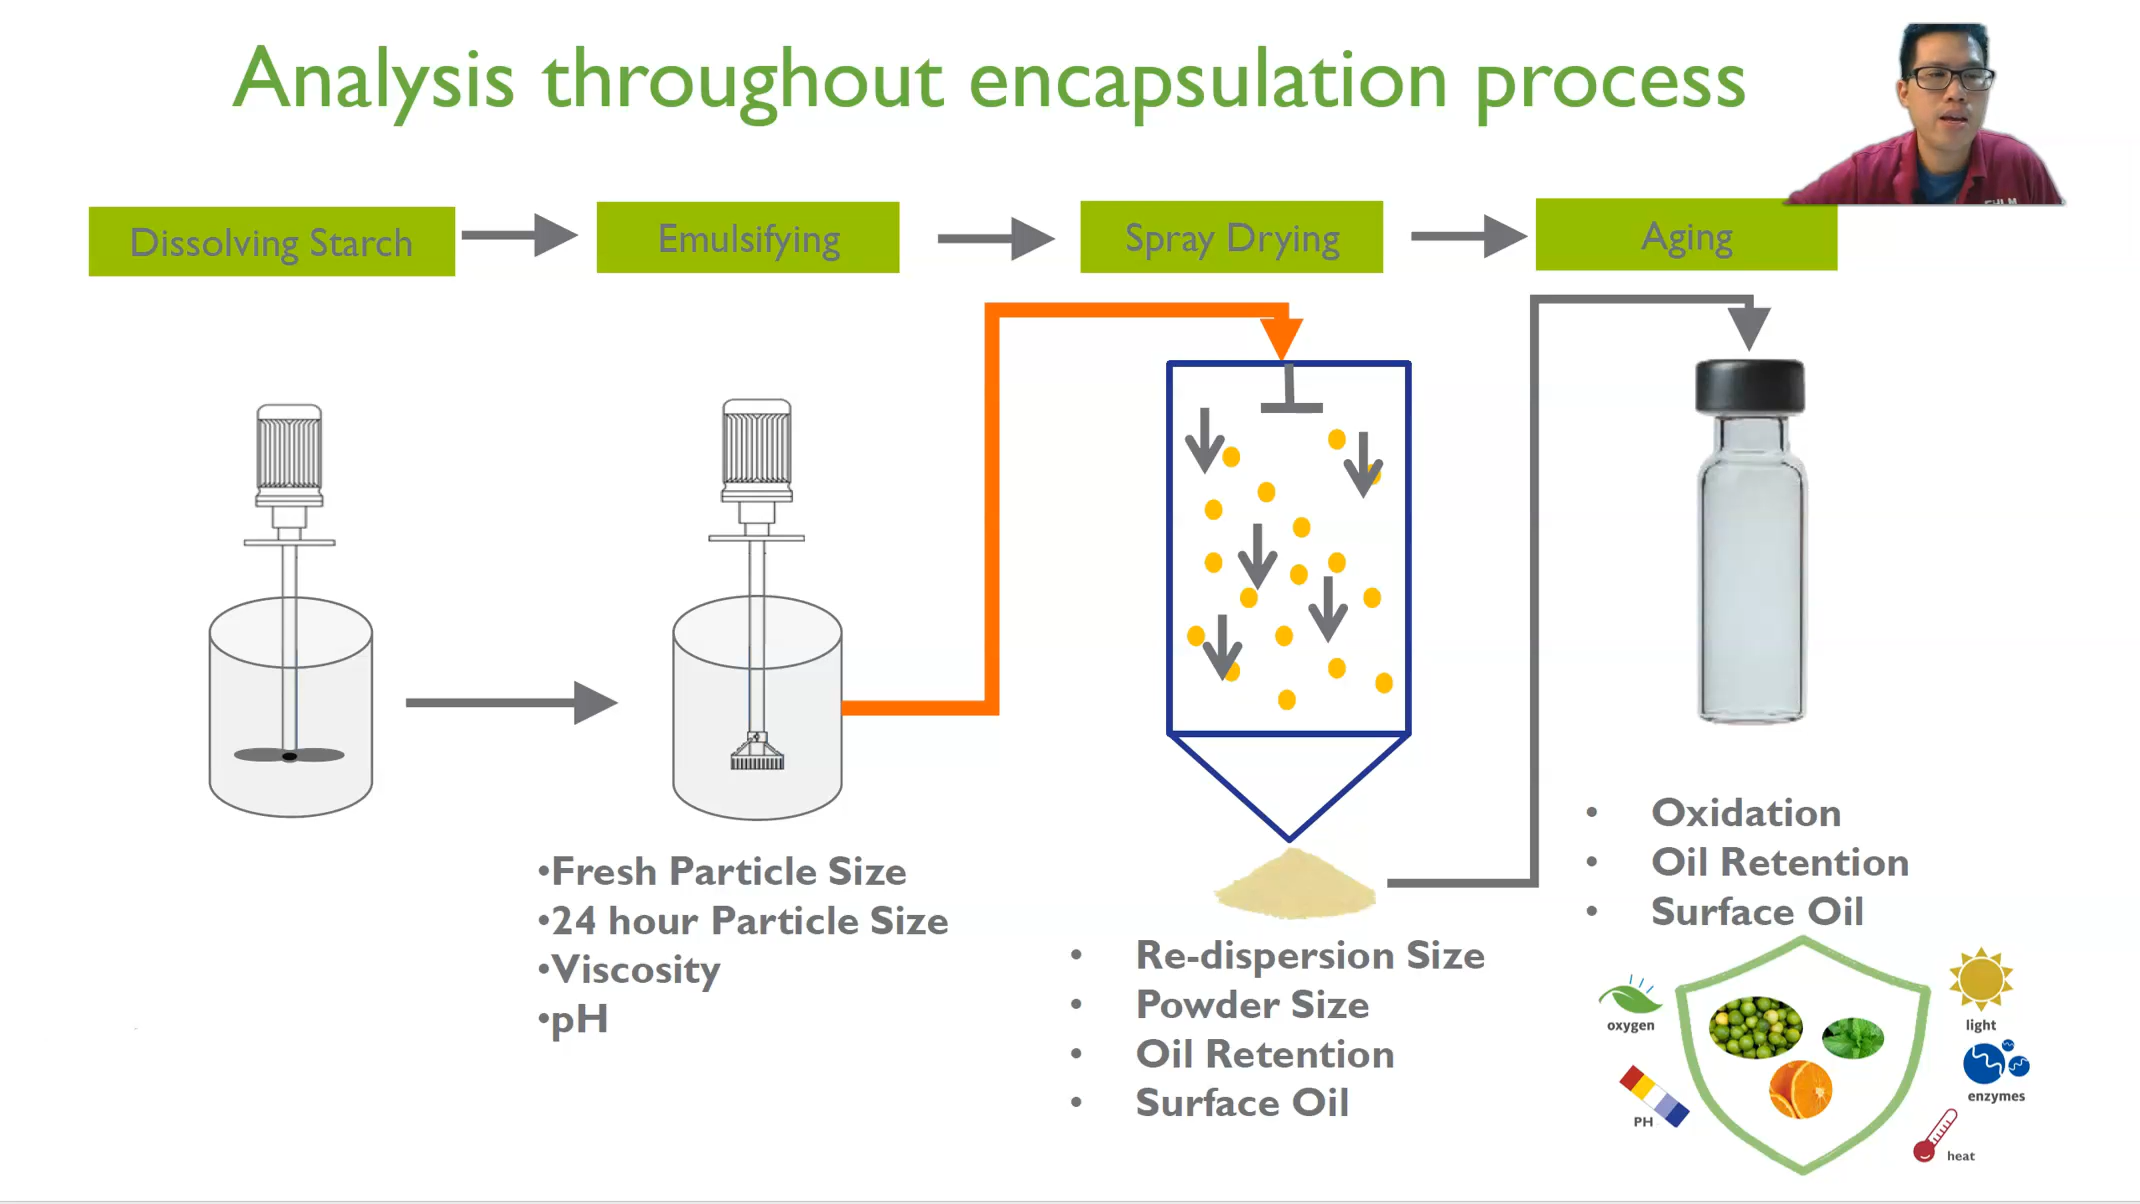 Analysis throughout encapsulation process
Dissolving Starch
Emulsifying
Spray Drying
Aging
•Fresh Particle Size
•24 hour Particle Size
•Viscosity
•pH
• Re-dispersion Size
• Powder Size
• Oil Retention
• Surface Oil
• Oxidation
• Oil Retention
• Surface Oil
oxygen
light
enzymes
PH
heat